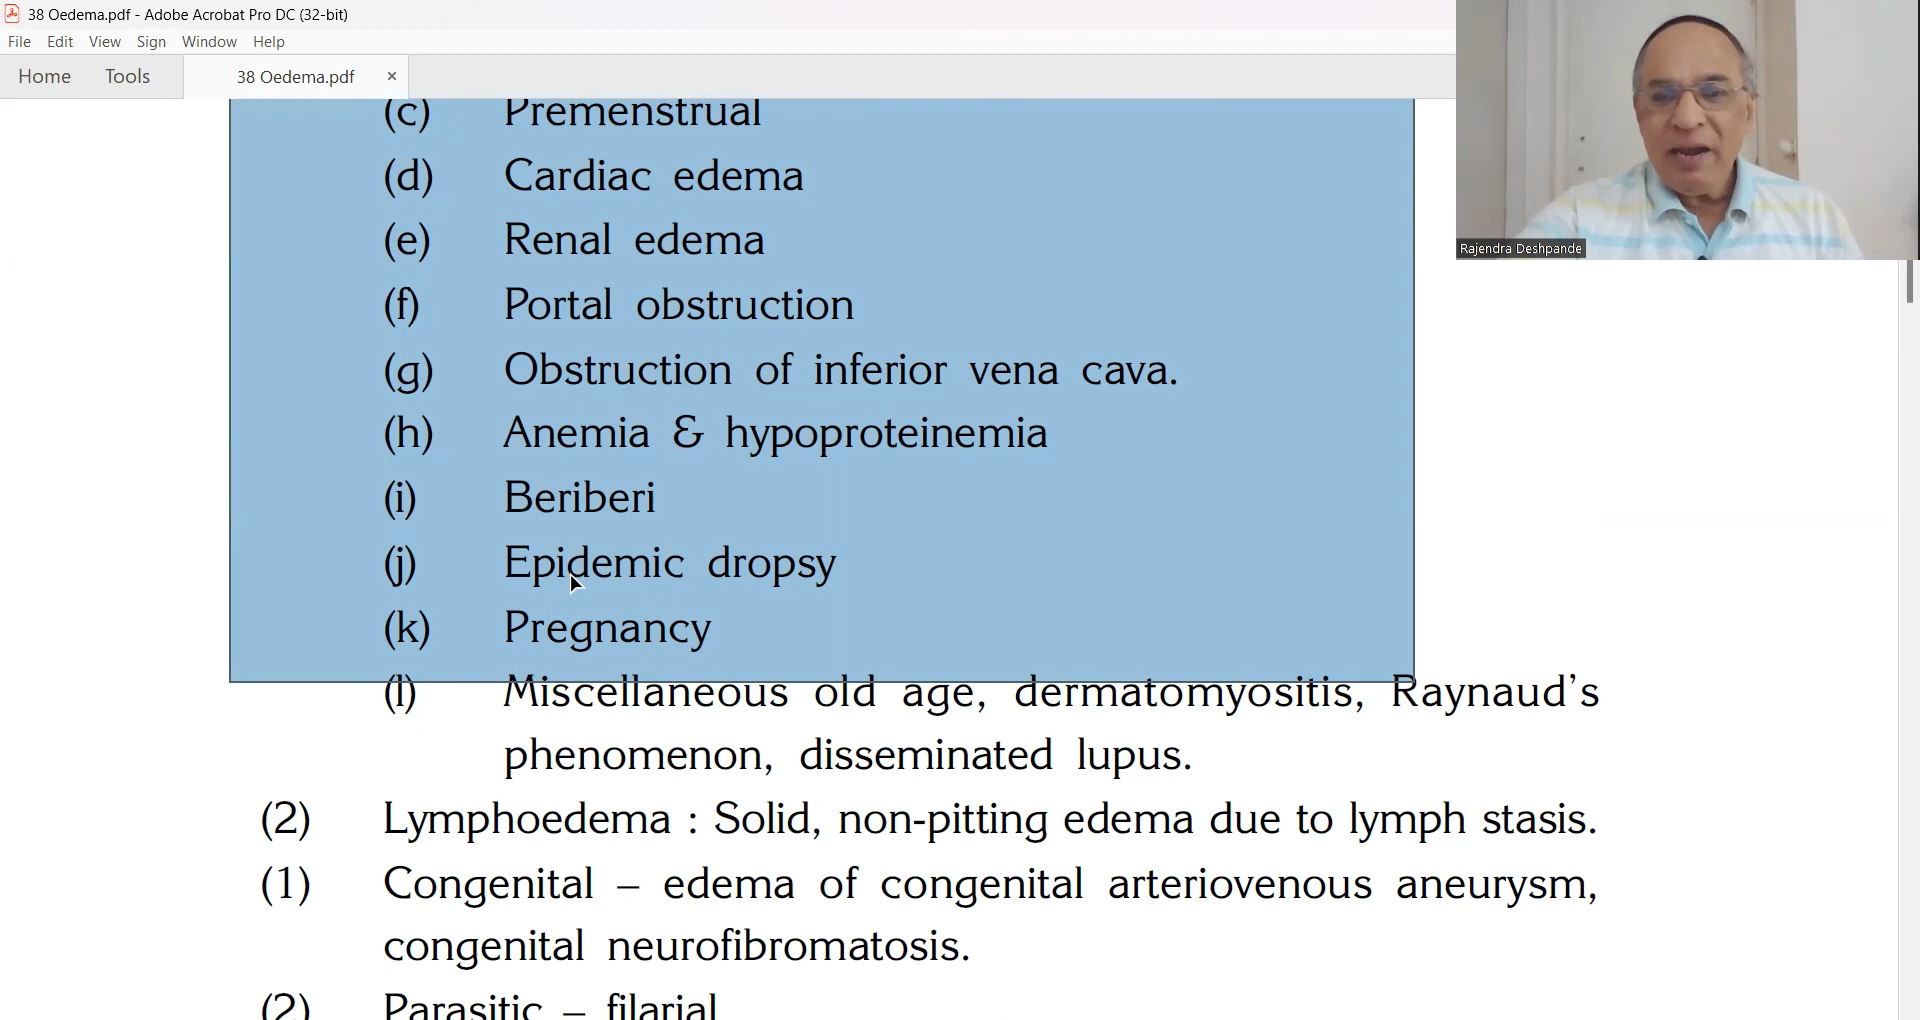 38 Oedema.pdf - Adobe Acrobat Pro DC (32-bit)
File Edit View Sign Window Help
Home Tools 38 Oedema.pdf ×
Rajendra Deshpande
(c) Premenstrual
(d) Cardiac edema
(e) Renal edema
(f) Portal obstruction
(g) Obstruction of inferior vena cava.
(h) Anemia & hypoproteinemia
(i) Beriberi
(j) Epidemic dropsy
(k) Pregnancy
(l) Miscellaneous old age, dermatomyositis, Raynaud's
phenomenon, disseminated lupus.
(2) Lymphoedema : Solid, non-pitting edema due to lymph stasis.
(1) Congenital – edema of congenital arteriovenous aneurysm,
congenital neurofibromatosis.
(2) Parasitic – filarial